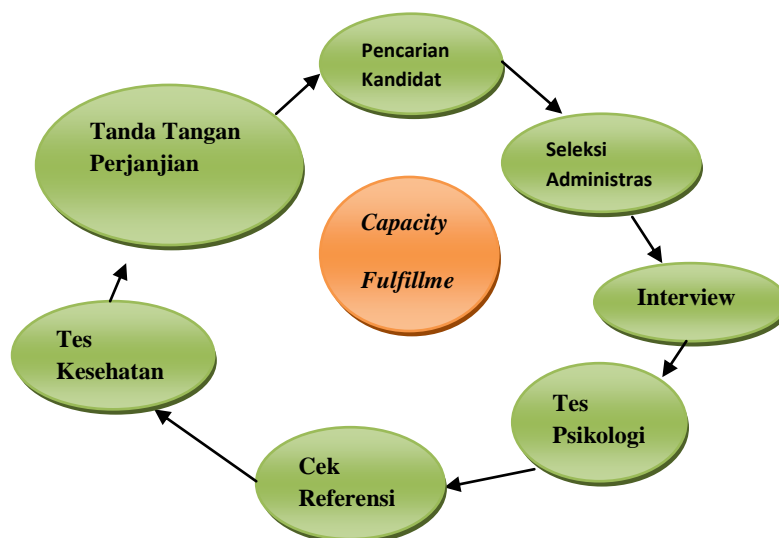 Pencarian
Kandidat
Seleksi
Administras
Interview
Tes
Psikologi
Cek
Referensi
Tes
Kesehatan
Tanda Tangan
Perjanjian
Capacity
Fulfillme